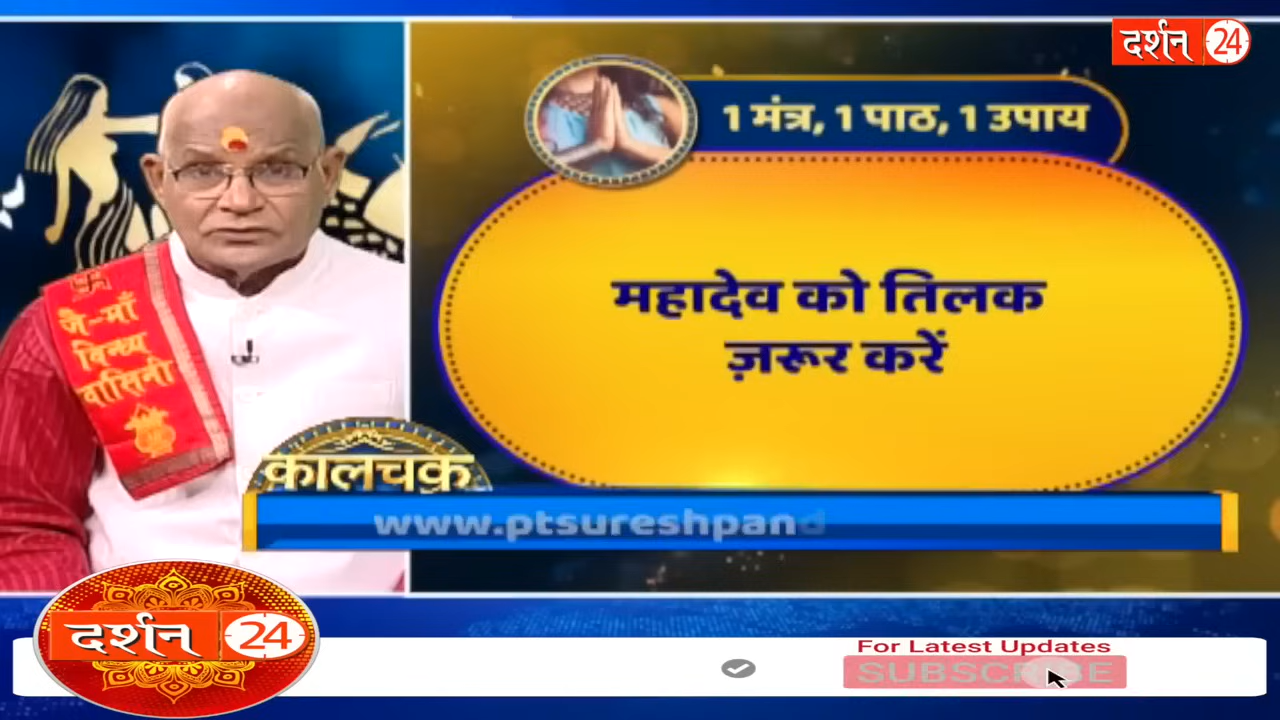 दर्शन 24
1 मंत्र, 1 पाठ, 1 उपाय
महादेव को तिलक
ज़रूर करें
जै-माँ
विन्ध्य
वासिनी
कालचक्र
www.ptsureshpand
दर्शन 24
For Latest Updates
SUBSCRIBE